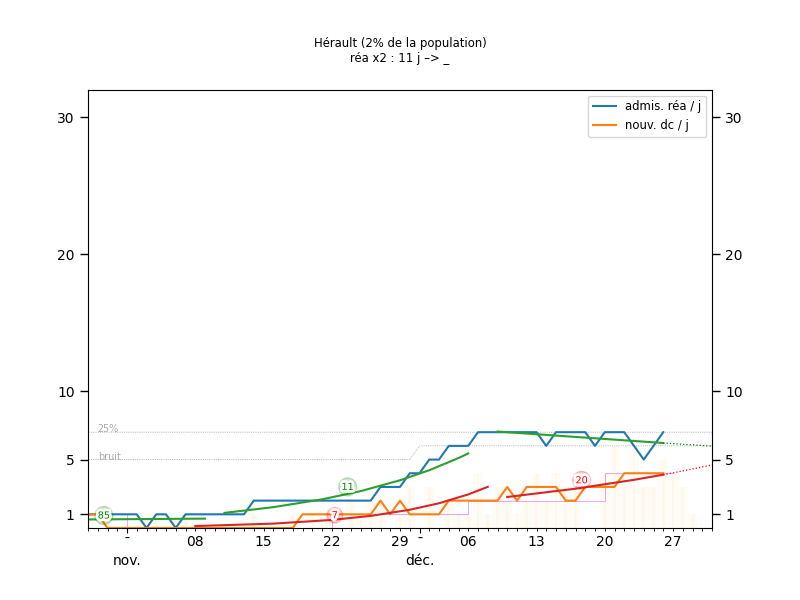 Hérault (2% de la population)
réa x2 : 11 j –> _
admis. réa / j
nouv. dc / j
30
30
20
20
10
10
25%
bruit
5
5
11
20
85
7
1
1
- 08 15 22 29 - 06 13 20 27
nov. déc.